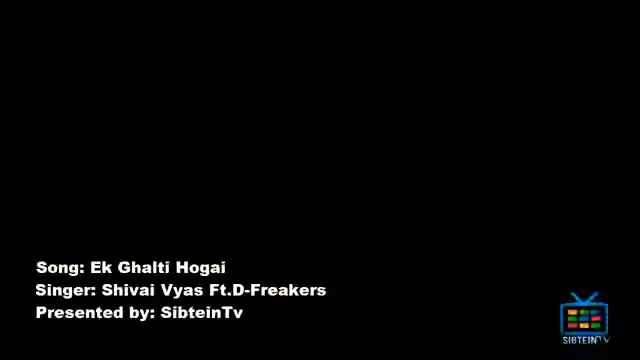 Song: Ek Ghalti Hogai
Singer: Shivai Vyas Ft.D-Freakers
Presented by: SibteinTv
SIBTEINTV